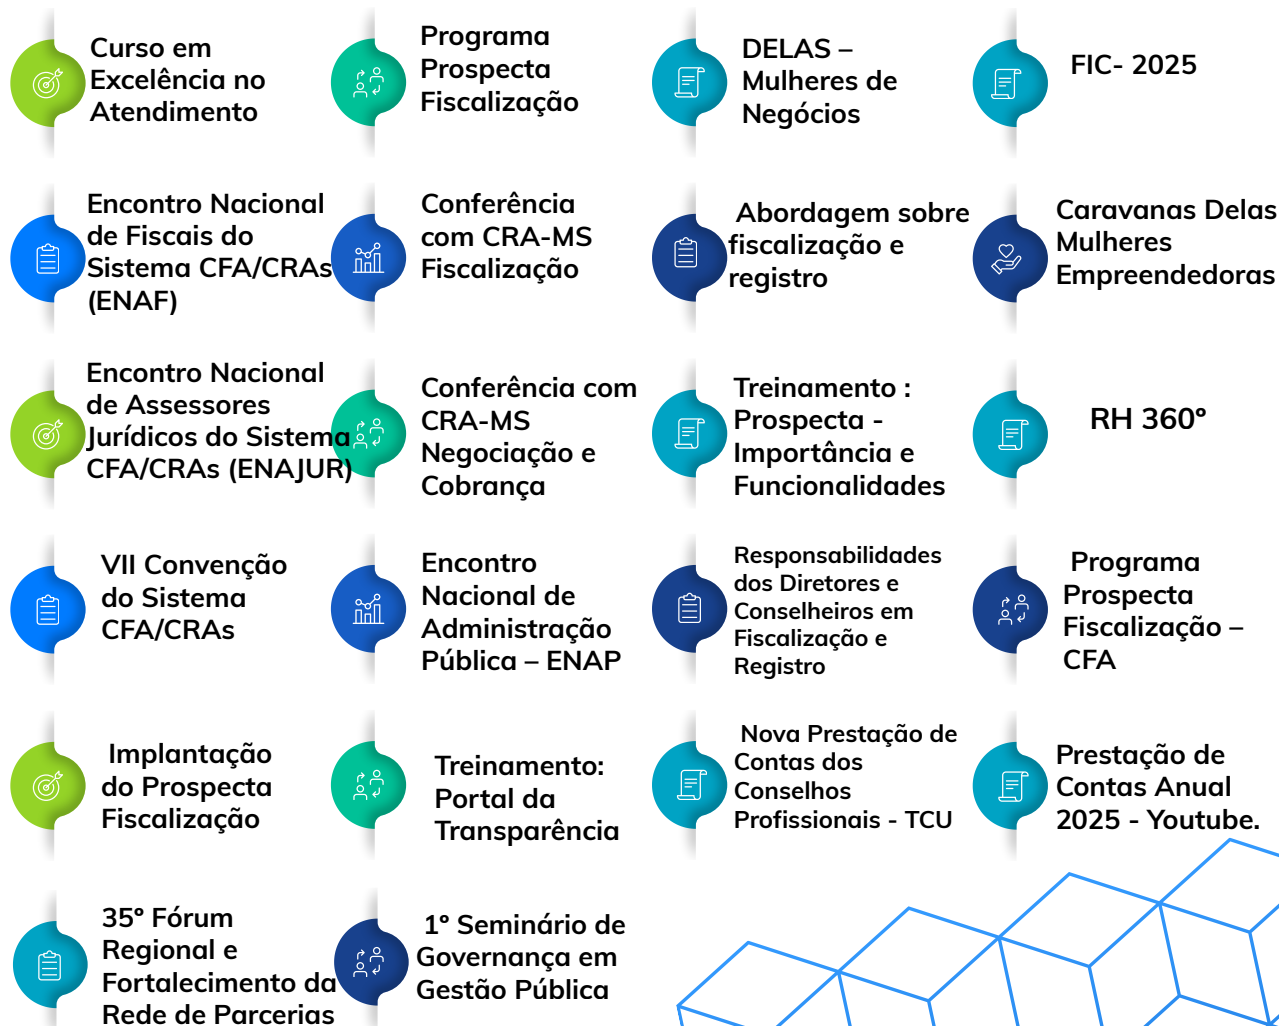 Curso em
Excelência no
Atendimento
Programa
Prospecta
Fiscalização
DELAS –
Mulheres de
Negócios
FIC- 2025
Encontro Nacional
de Fiscais do
Sistema CFA/CRAs
(ENAF)
Conferência
com CRA-MS
Fiscalização
Abordagem sobre
fiscalização e
registro
Caravanas Delas
Mulheres
Empreendedoras
Encontro Nacional
de Assessores
Jurídicos do Sistema
CFA/CRAs (ENAJUR)
Conferência com
CRA-MS
Negociação e
Cobrança
Treinamento :
Prospecta -
Importância e
Funcionalidades
RH 360º
VII Convenção
do Sistema
CFA/CRAs
Encontro
Nacional de
Administração
Pública – ENAP
Responsabilidades
dos Diretores e
Conselheiros em
Fiscalização e
Registro
Programa
Prospecta
Fiscalização –
CFA
Implantação
do Prospecta
Fiscalização
Treinamento:
Portal da
Transparência
Nova Prestação de
Contas dos
Conselhos
Profissionais - TCU
Prestação de
Contas Anual
2025 - Youtube.
35º Fórum
Regional e
Fortalecimento da
Rede de Parcerias
1º Seminário de
Governança em
Gestão Pública